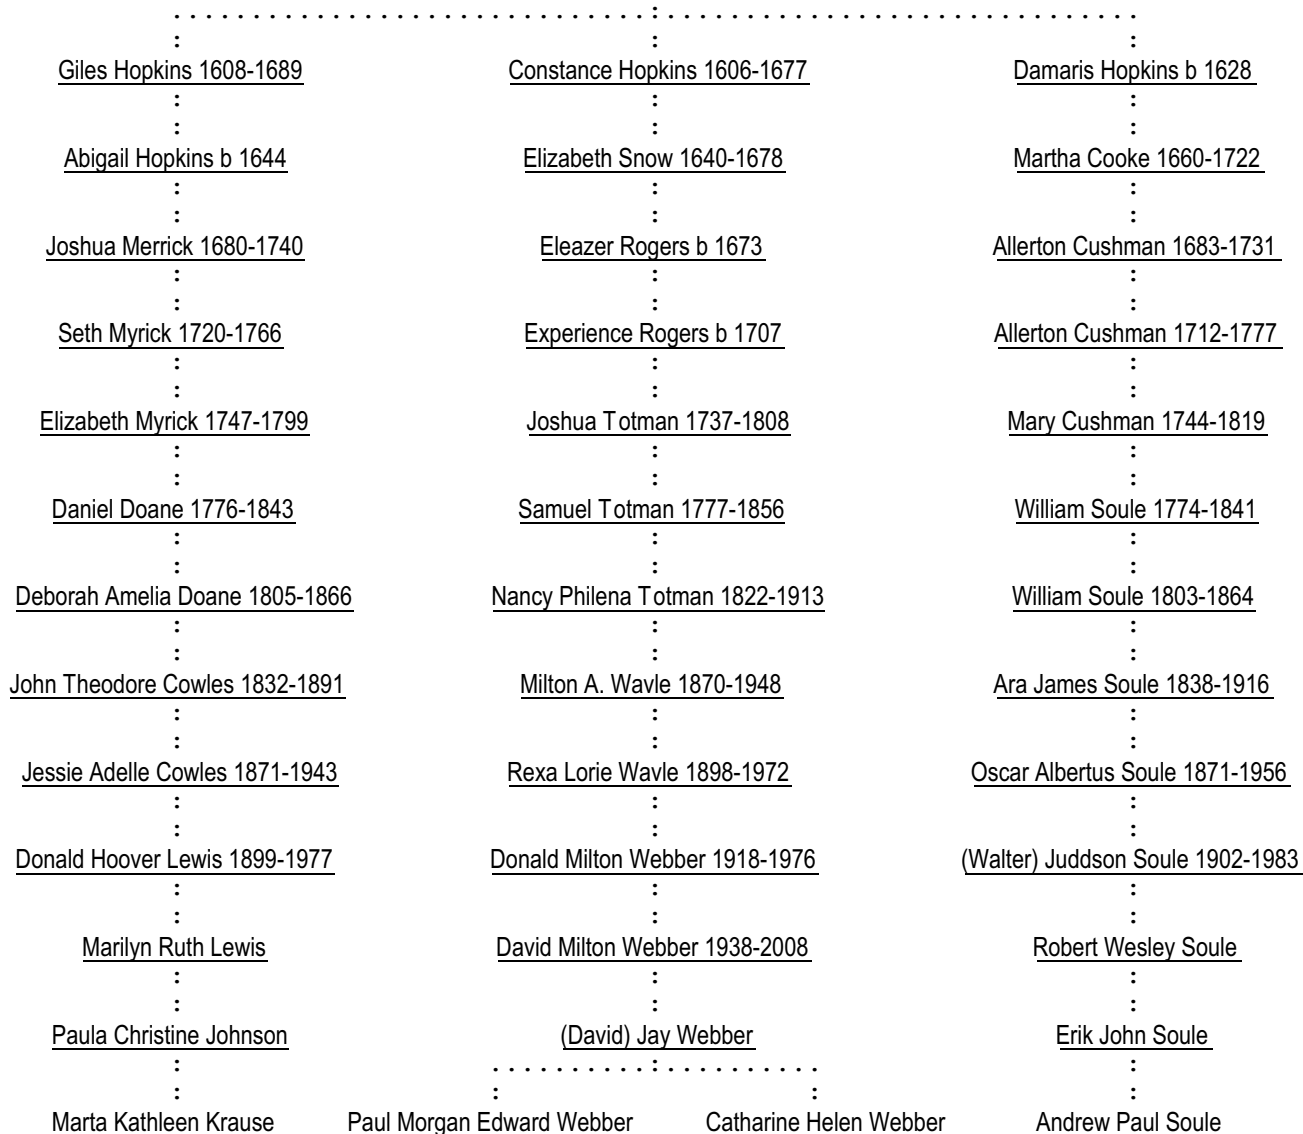 Giles Hopkins 1608-1689 Constance Hopkins 1606-1677 Damaris Hopkins b 1628
Abigail Hopkins b 1644 Elizabeth Snow 1640-1678 Martha Cooke 1660-1722
Joshua Merrick 1680-1740 Eleazer Rogers b 1673 Allerton Cushman 1683-1731
Seth Myrick 1720-1766 Experience Rogers b 1707 Allerton Cushman 1712-1777
Elizabeth Myrick 1747-1799 Joshua Totman 1737-1808 Mary Cushman 1744-1819
Daniel Doane 1776-1843 Samuel Totman 1777-1856 William Soule 1774-1841
Deborah Amelia Doane 1805-1866 Nancy Philena Totman 1822-1913 William Soule 1803-1864
John Theodore Cowles 1832-1891 Milton A. Wavle 1870-1948 Ara James Soule 1838-1916
Jessie Adelle Cowles 1871-1943 Rexa Lorie Wavle 1898-1972 Oscar Albertus Soule 1871-1956
Donald Hoover Lewis 1899-1977 Donald Milton Webber 1918-1976 (Walter) Juddson Soule 1902-1983
Marilyn Ruth Lewis David Milton Webber 1938-2008 Robert Wesley Soule
Paula Christine Johnson (David) Jay Webber Erik John Soule
Marta Kathleen Krause Paul Morgan Edward Webber Catharine Helen Webber Andrew Paul Soule